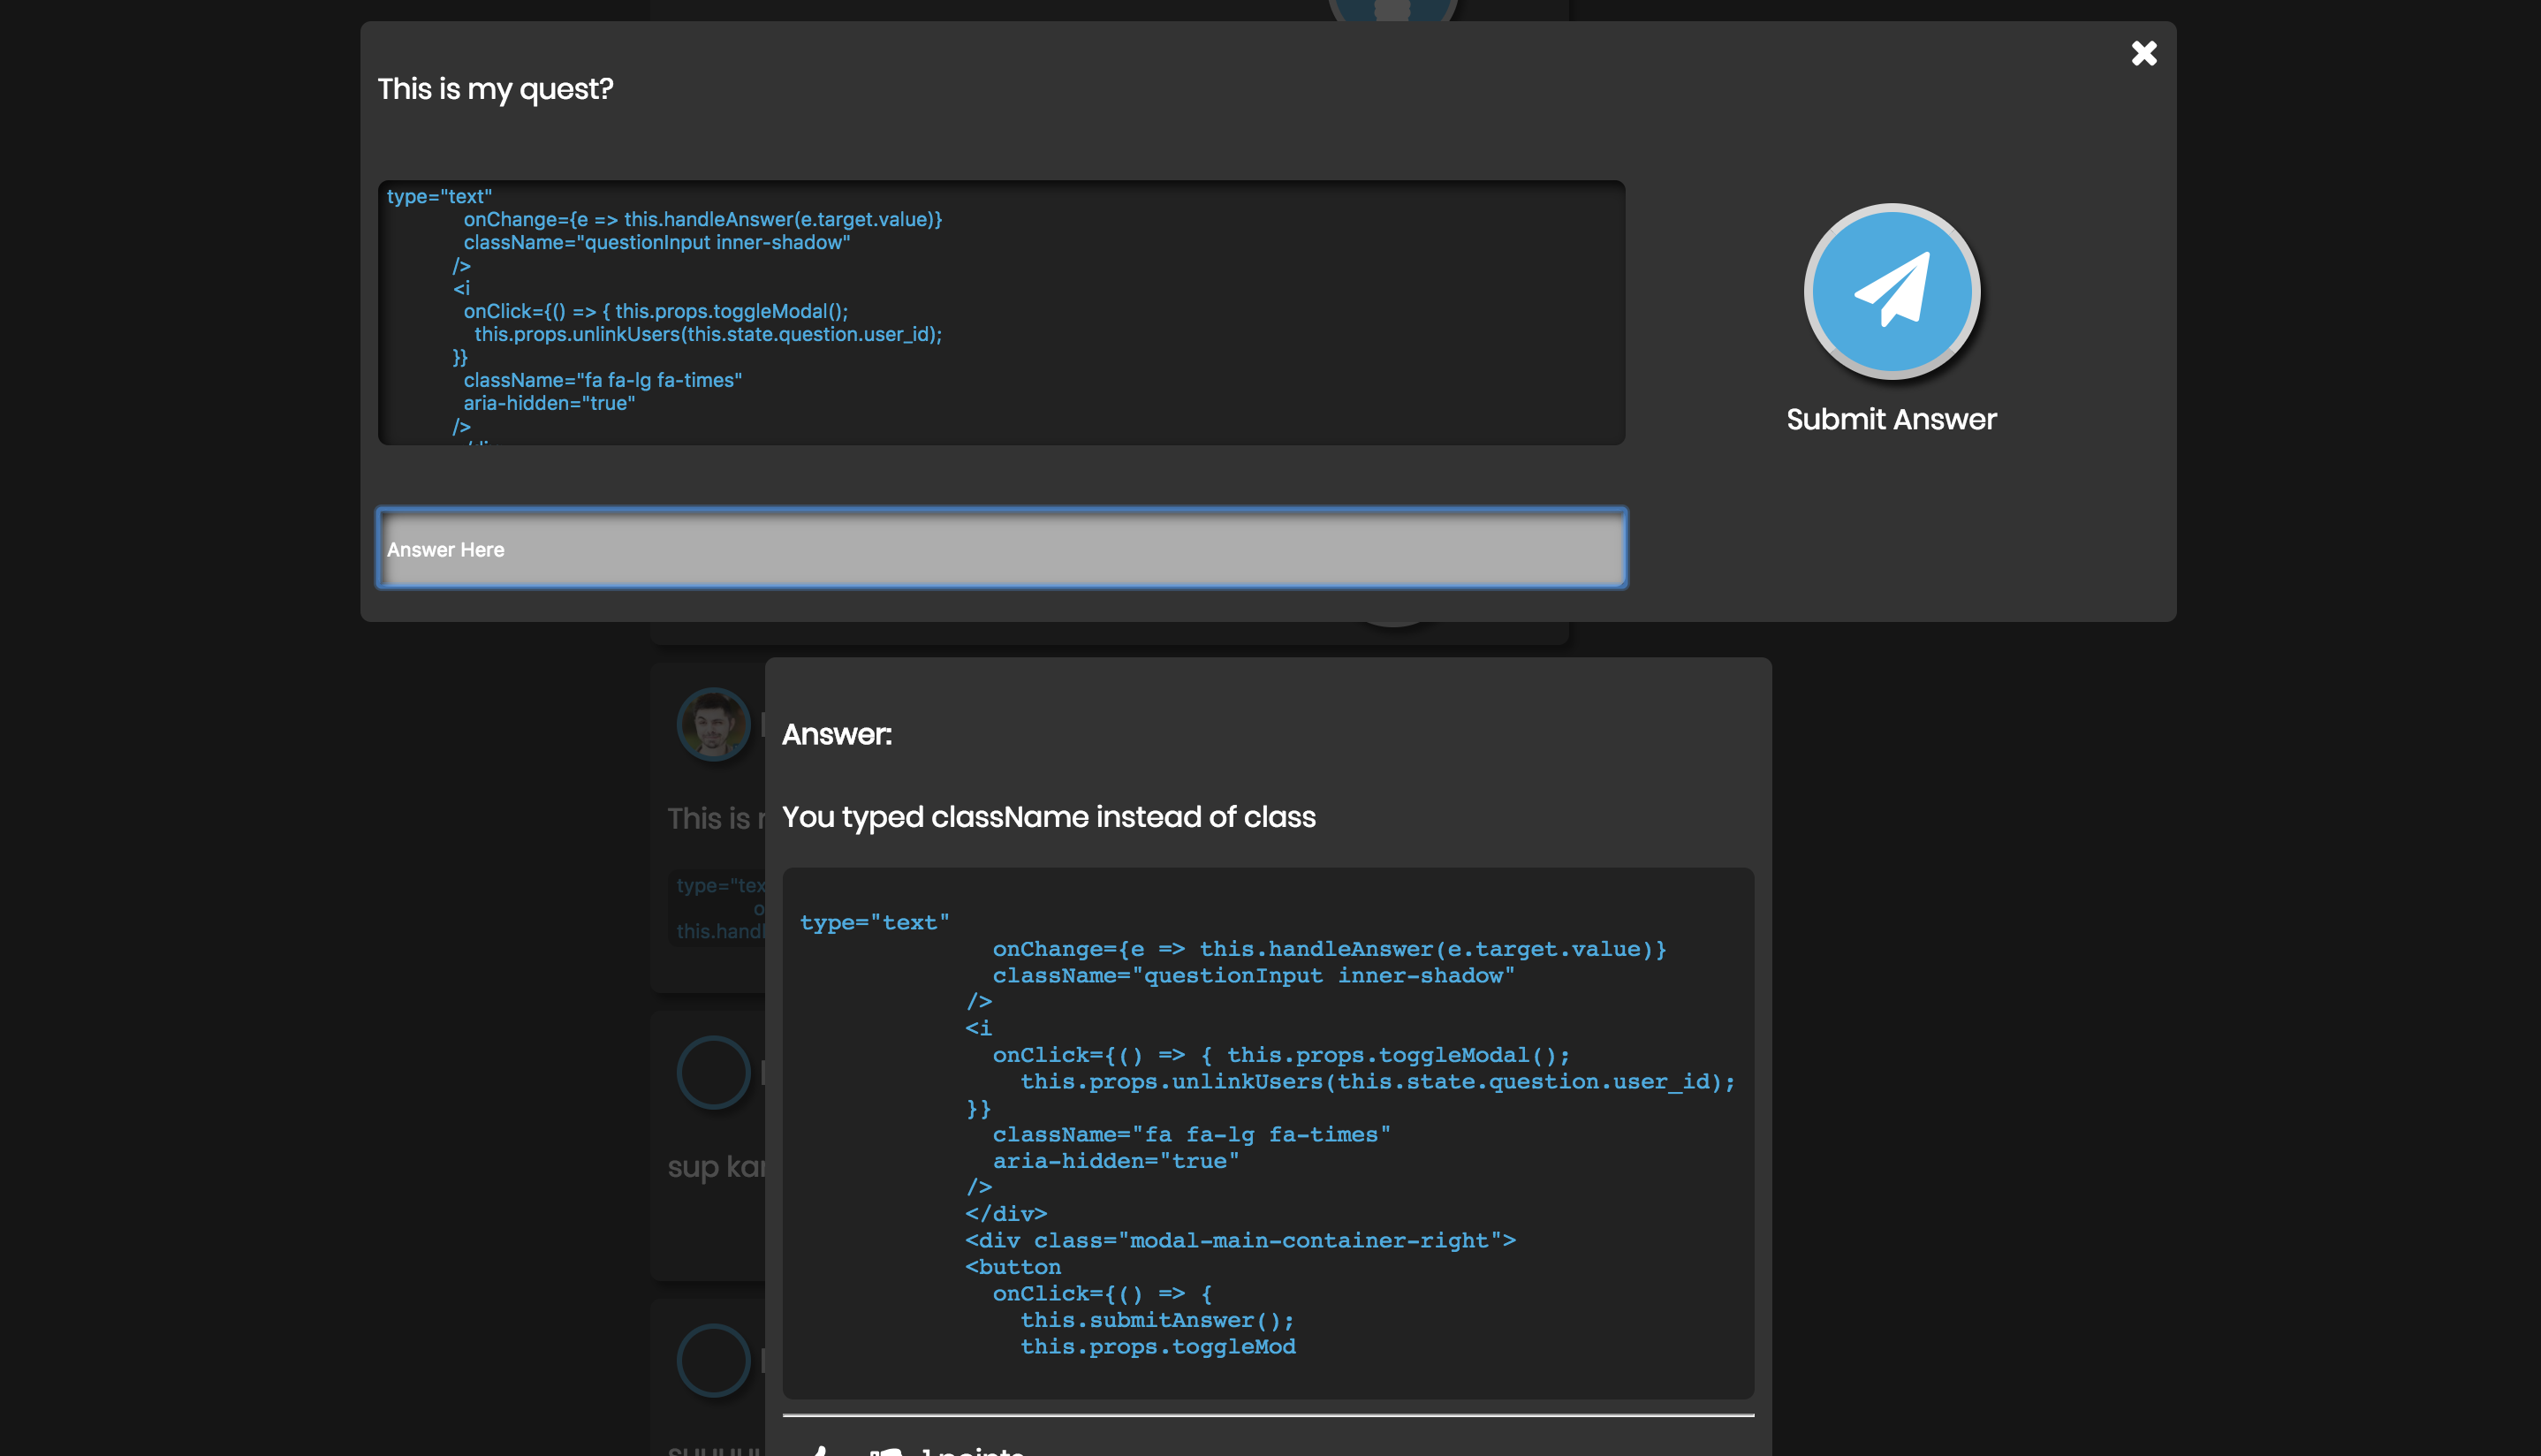 This is my quest?
type="text"
onChange={e => this.handleAnswer(e.target.value)}
className="questionInput inner-shadow"
/>
<i
onClick={() => { this.props.toggleModal();
this.props.unlinkUsers(this.state.question.user_id);
}}
className="fa fa-lg fa-times"
aria-hidden="true"
/>
Submit Answer
Answer Here
Answer:
You typed className instead of class
type="text"
onChange={e => this.handleAnswer(e.target.value)}
className="questionInput inner-shadow"
/>
<i
onClick={() => { this.props.toggleModal();
this.props.unlinkUsers(this.state.question.user_id);
}}
className="fa fa-lg fa-times"
aria-hidden="true"
/>
</div>
<div class="modal-main-container-right">
<button
onClick={() => {
this.submitAnswer();
this.props.toggleMod
1 points
This is
type="tex
this.handl
sup